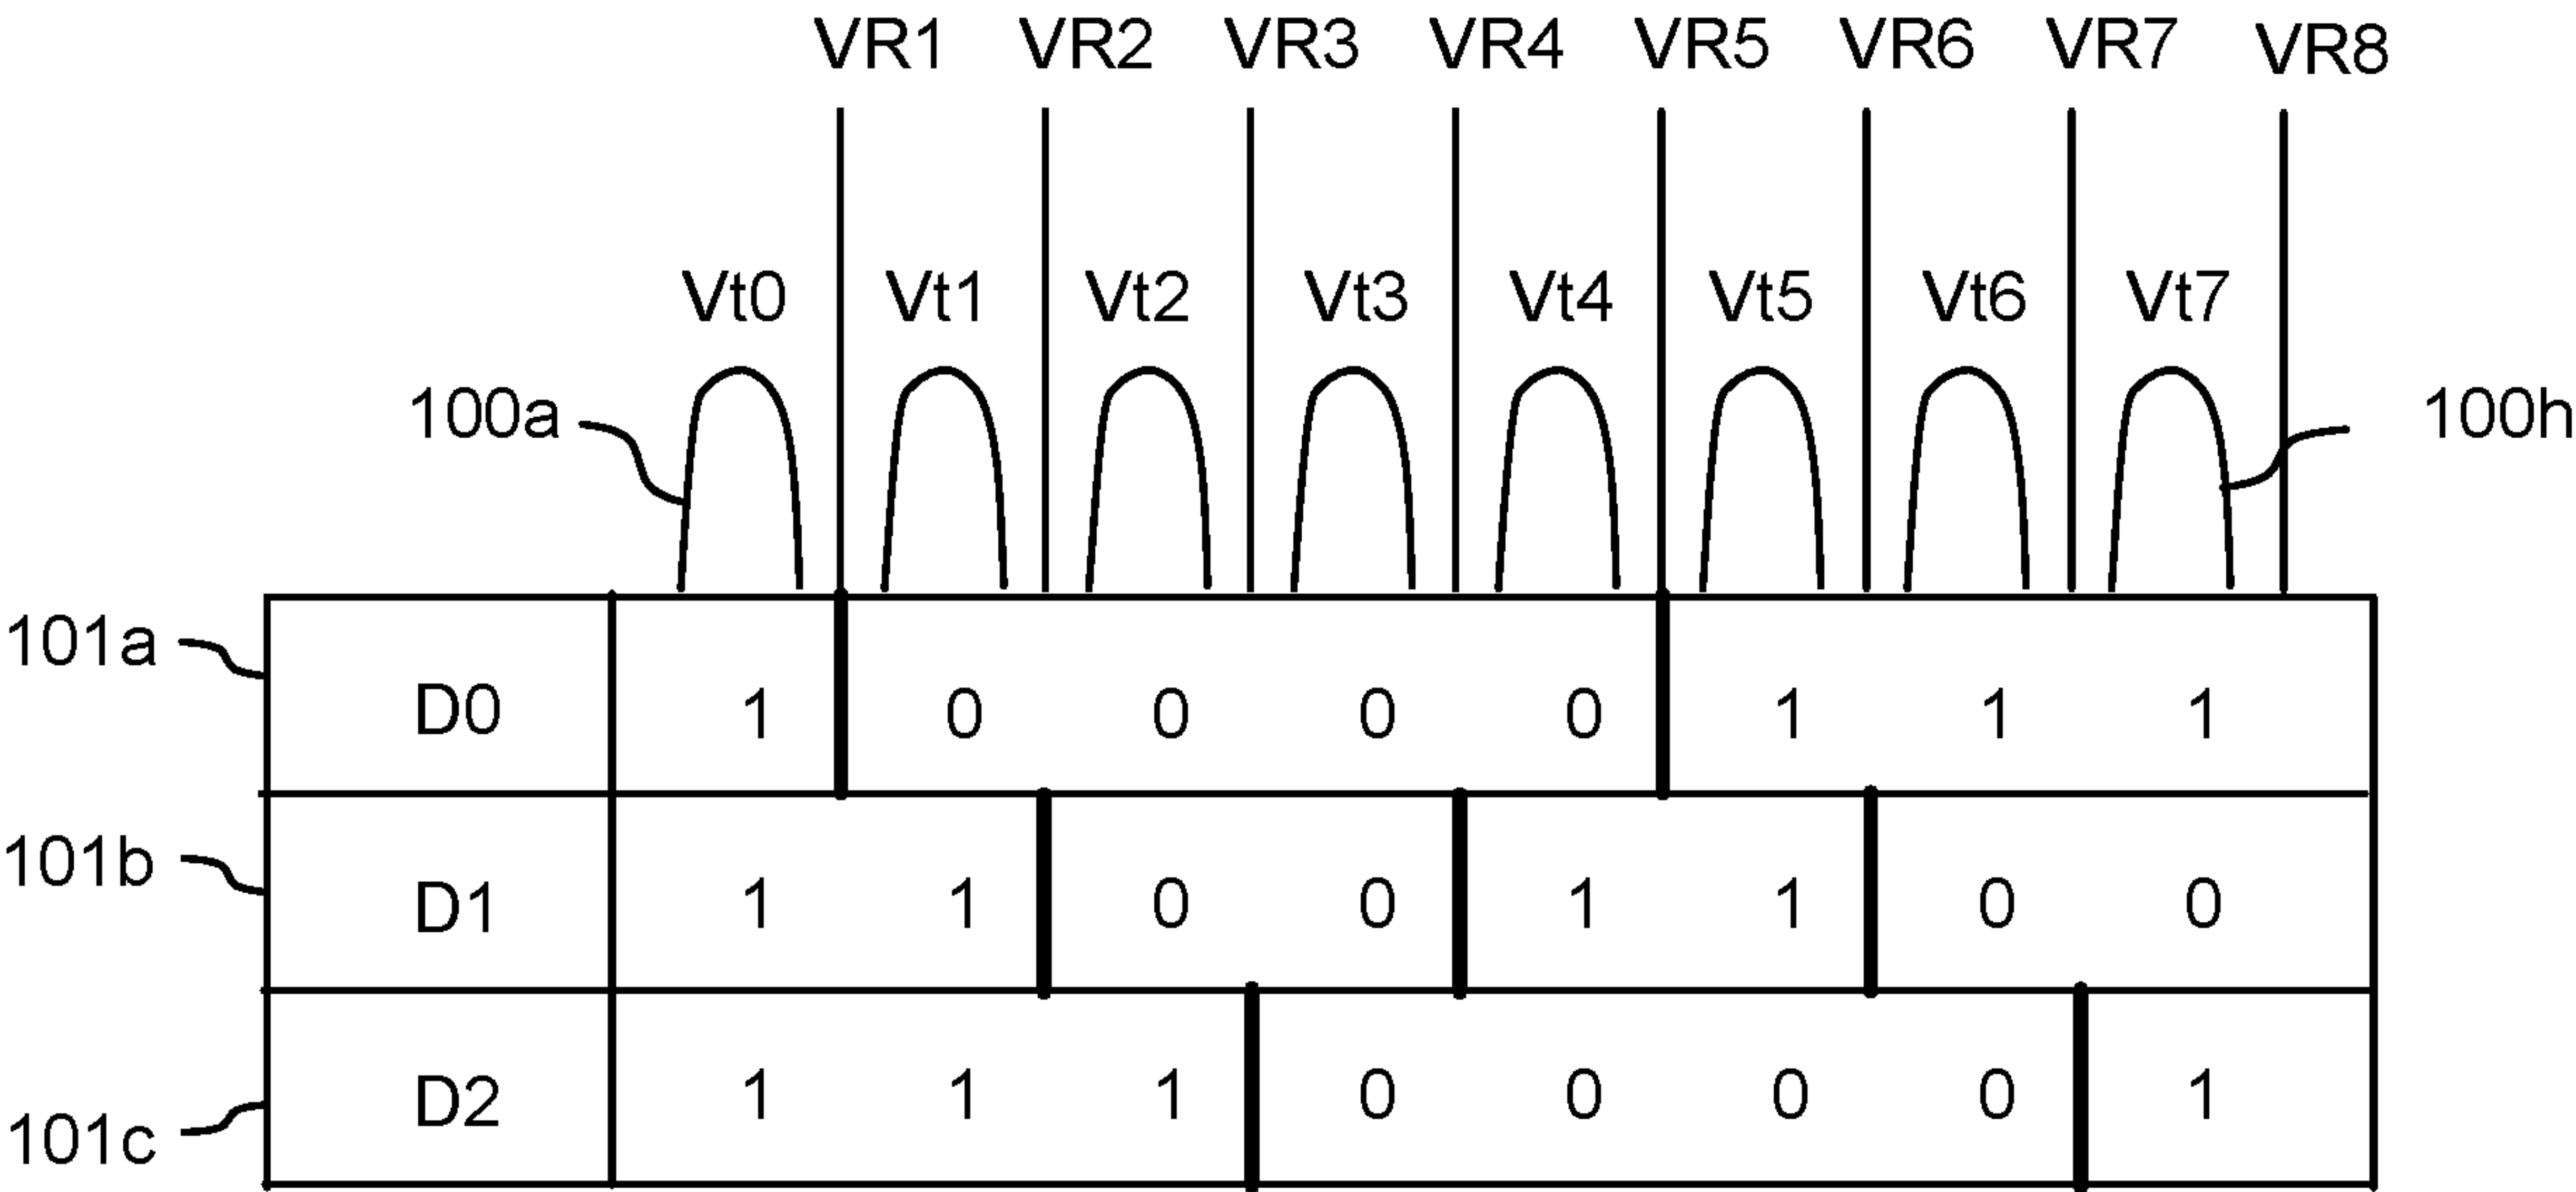 VR1 VR2 VR3 VR4 VR5 VR6 VR7 VR8
Vt0 Vt1 Vt2 Vt3 Vt4 Vt5 Vt6 Vt7
100a 100h
101a D0 1 0 0 0 0 1 1 1
101b D1 1 1 0 0 1 1 0 0
101c D2 1 1 1 0 0 0 0 1